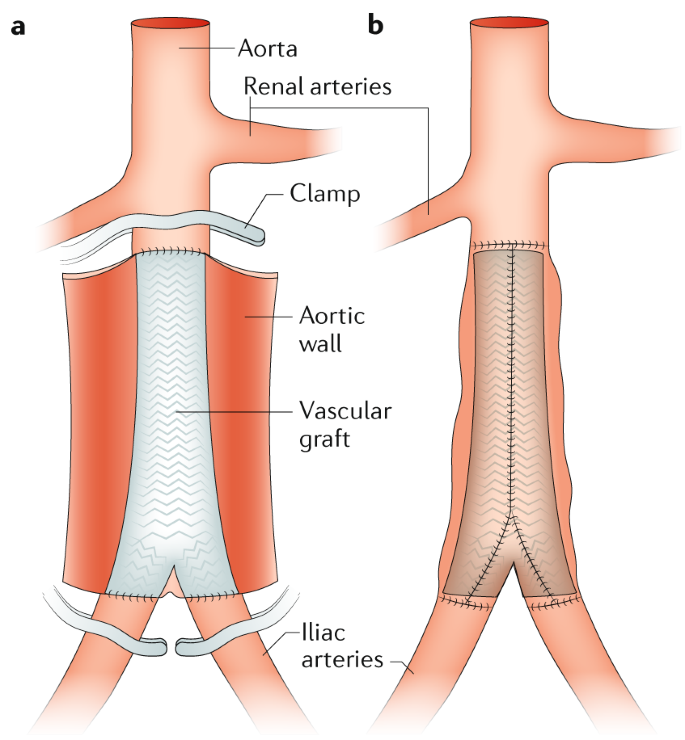 a
b
Aorta
Renal arteries
Clamp
Aortic
wall
Vascular
graft
Iliac
arteries